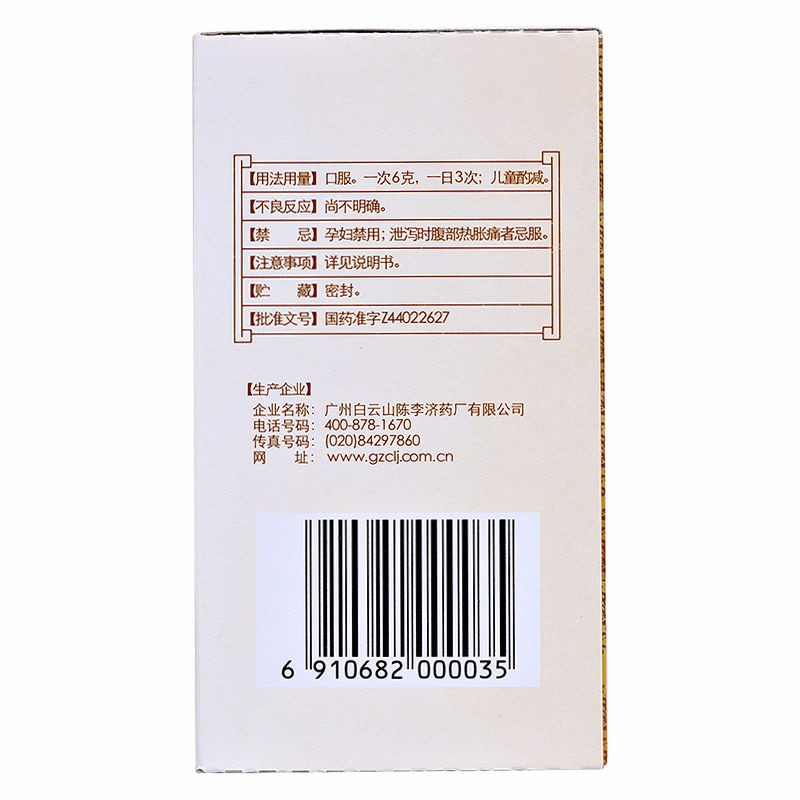 【用法用量】口服。一次6克，一日3次；儿童酌减。
【不良反应】尚不明确。
【禁　　忌】孕妇禁用；泄泻时腹部热胀痛者忌服。
【注意事项】详见说明书。
【贮　　藏】密封。
【批准文号】国药准字Z44022627
【生产企业】
企业名称：广州白云山陈李济药厂有限公司
电话号码：400-878-1670
传真号码：(020)84297860
网　　址：www.gzclj.com.cn
6 910682 000035